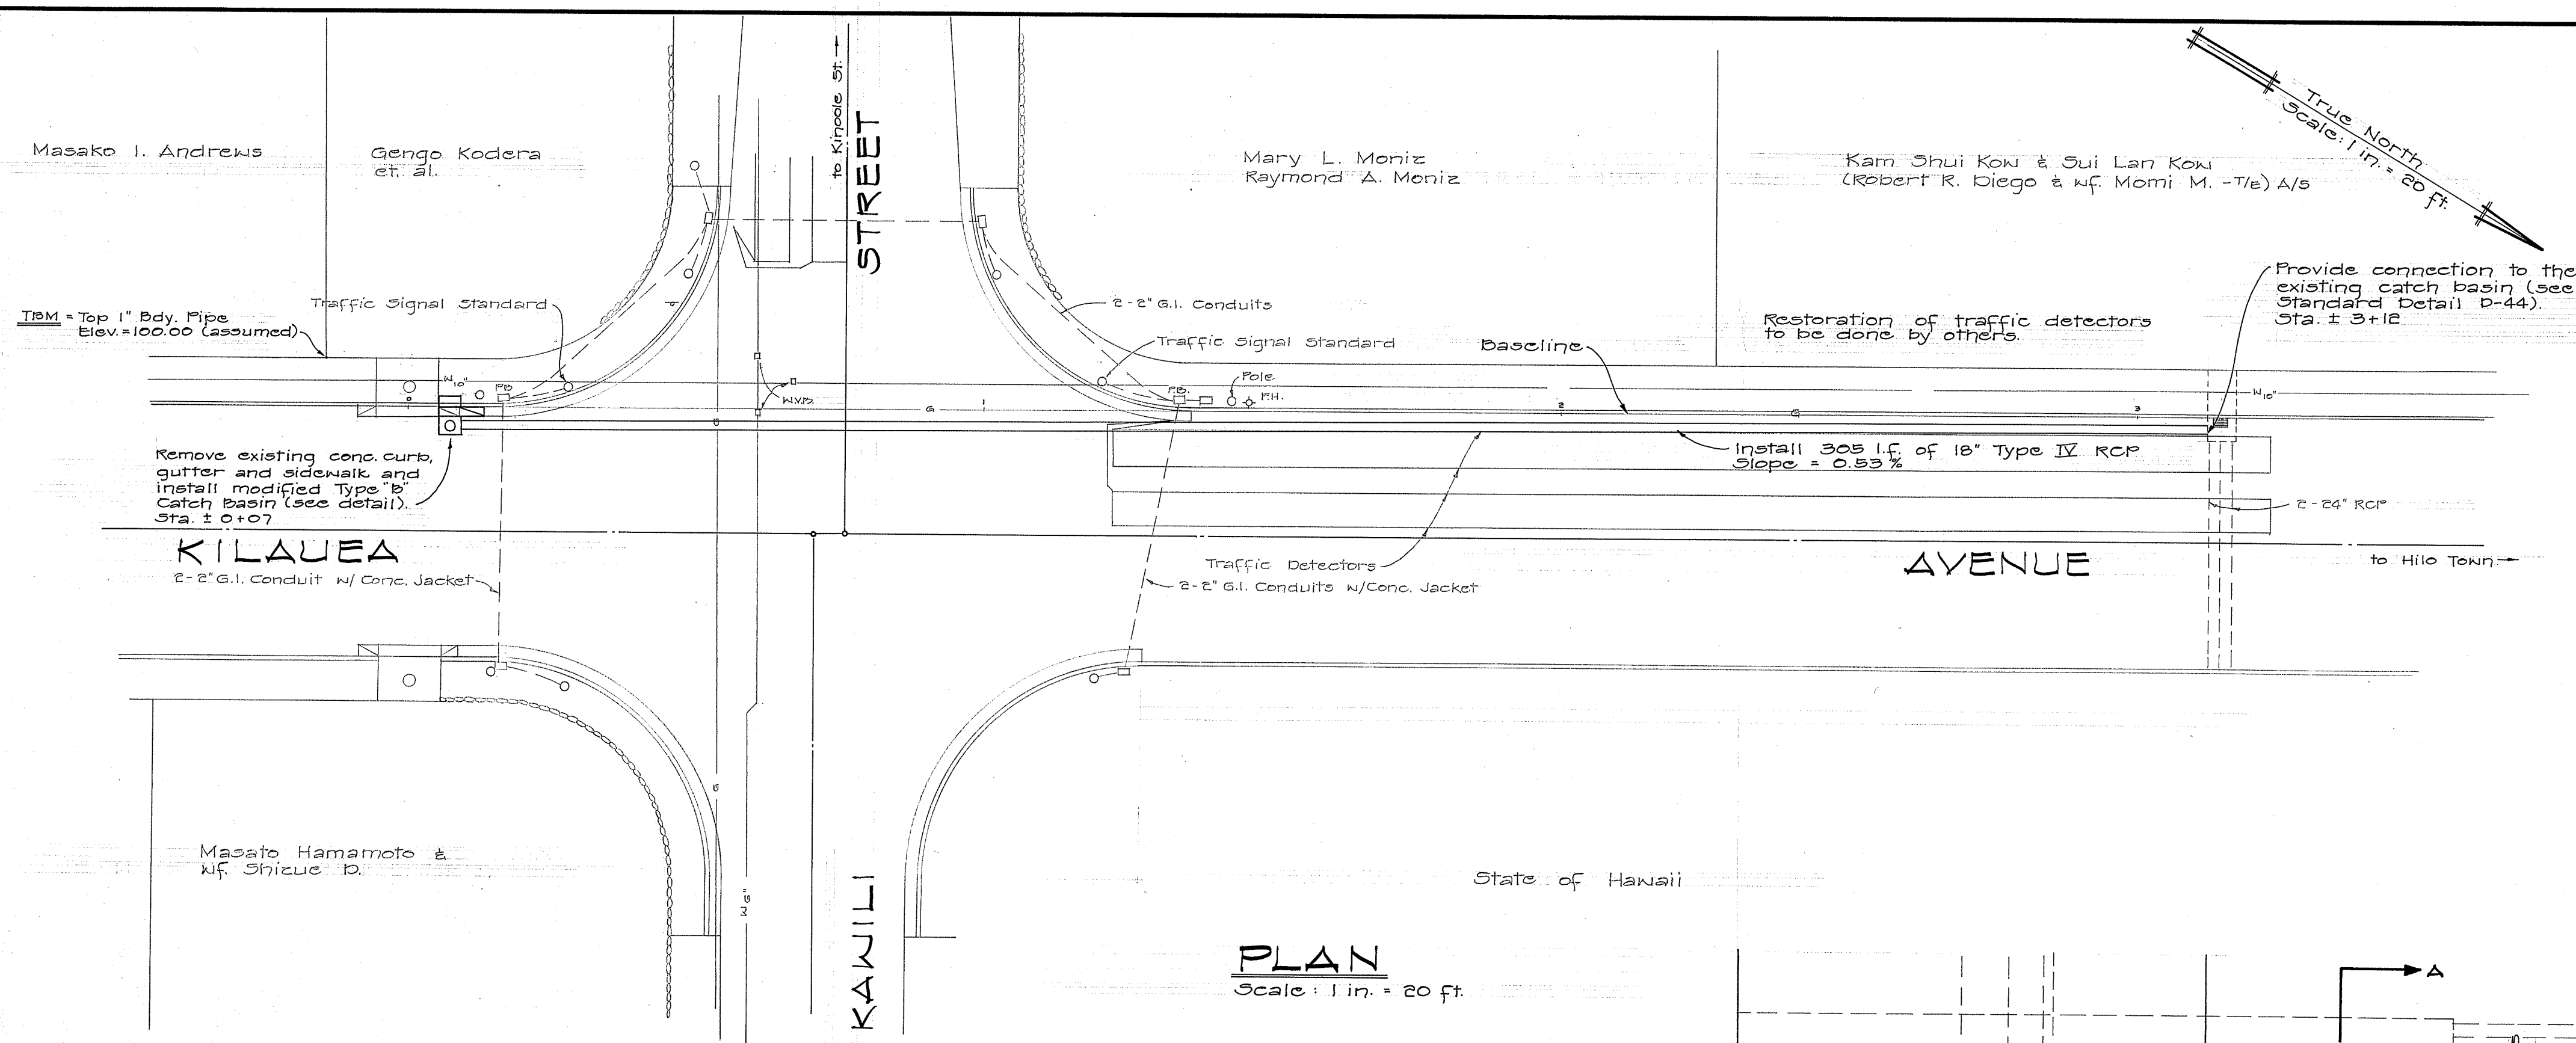 Masako I. Andrews
Gengo Kodera
et. al.
to Kinoole St.
STREET
Mary L. Moniz
Raymond A. Moniz
Kam Shui Kow & Sui Lan Kow
(Robert R. Diego & wf. Momi M. -T/E) A/S
True North
Scale: 1 in. = 20 ft.
TBM = Top 1" Bdy. Pipe
Elev. = 100.00 (assumed)
Traffic Signal Standard
2-2" G.I. Conduits
Traffic Signal Standard
Baseline
Restoration of traffic detectors
to be done by others.
Provide connection to the
existing catch basin (see
Standard Detail D-44).
Sta. ± 3+12
W10"
P.B.
W.V.B.
G
1
P.B.
Pole
F.H.
2
G
3
W10"
G
G
Remove existing conc. curb,
gutter and sidewalk and
install modified Type "B"
Catch Basin (see detail).
Sta. ± 0+07
Install 305 l.f. of 18" Type IV RCP
Slope = 0.53%
2-24" RCP
KILAUEA
AVENUE
to Hilo Town
2-2" G.I. Conduit w/ Conc. Jacket
Traffic Detectors
2-2" G.I. Conduits w/Conc. Jacket
G
W 6"
Masato Hamamoto &
wf. Shizue D.
KAWILI
State of Hawaii
PLAN
Scale: 1 in. = 20 ft.
A